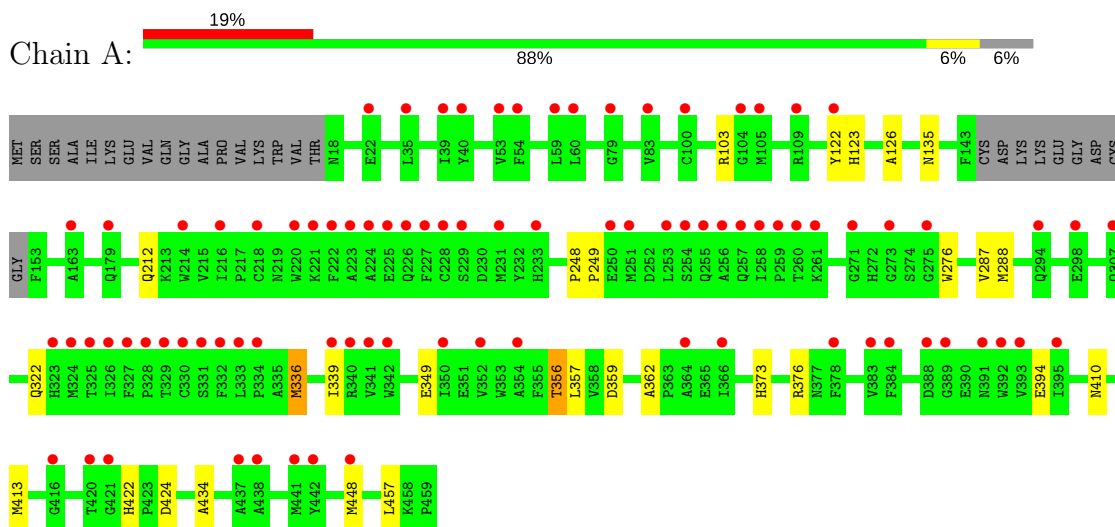 19%
Chain A:
88% 6% 6%
MET SER SER ALA ILE LYS GLU VAL GLN GLY ALA PRO VAL LYS TRP VAL THR N18 E22 L35 I39 Y40 V53 F54 L59 L60 G79 V83 C100 R103 G104 M105 R109 Y122 H123 A126 N135 F143 CYS ASP LYS LYS GLU GLY ASP CYS
GLY F153 A163 Q179 Q212 K213 W214 V215 I216 P217 C218 N219 W220 K221 F222 A223 A224 E225 Q226 F227 C228 S229 D230 M231 Y232 H233 P248 P249 E250 M251 D252 L253 S254 Q255 A256 Q257 I258 P259 T260 K261 G271 H272 G273 S274 G275 W276 V287 M288 Q294 E298 Q307
Q322 H323 M324 T325 I326 F327 P328 T329 C330 S331 F332 L333 P334 A335 M336 I339 R340 V341 W342 E349 I350 E351 V352 W353 A354 F355 T356 L357 V358 D359 A362 P363 A364 E365 I366 H373 R376 N377 F378 V383 F384 D388 G389 E390 N391 W392 V393 E394 I395 N410
M413 G416 T420 G421 H422 P423 D424 A434 A437 A438 M441 Y442 M448 L457 K458 P459